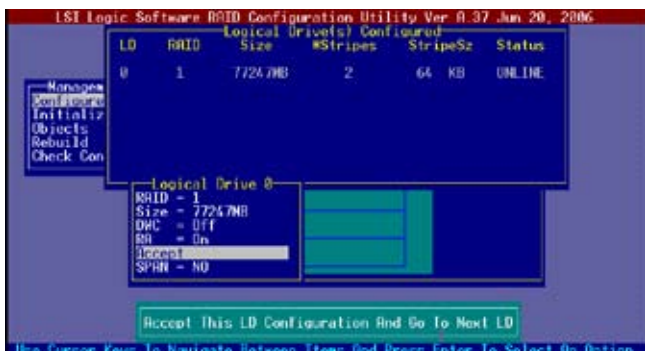 LSI Logic Software RAID Configuration Utility Ver A.37 Jun 20, 2006
Logical Drive(s) Configured
LD RAID Size #Stripes StripeSz Status
0 1 77247MB 2 64 KB ONLINE
Managem
Configure
Initializ
Objects
Rebuild
Check Con
Logical Drive 0
RAID = 1
Size = 77247MB
DWC = Off
RA = On
Accept
SPAN = NO
Accept This LD Configuration And Go To Next LD
Use Cursor Keys To Navigate Between Items And Press Enter To Select An Option